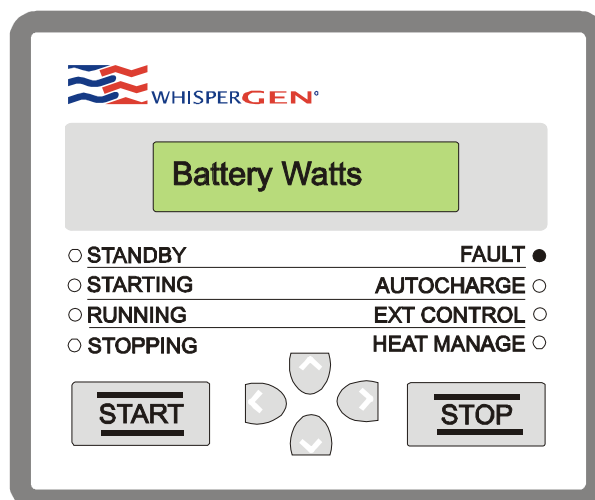 WHISPERGEN°
Battery Watts
STANDBY FAULT
STARTING AUTOCHARGE
RUNNING EXT CONTROL
STOPPING HEAT MANAGE
START STOP